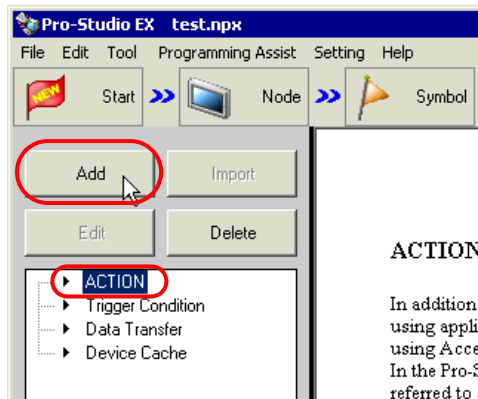 Pro-Studio EX test.npx
File Edit Tool Programming Assist Setting Help
NEW Start Node Symbol
Add Import
Edit Delete
ACTION
Trigger Condition
Data Transfer
Device Cache
ACTION
In addition
using appli
using Acce
In the Pro-S
referred to